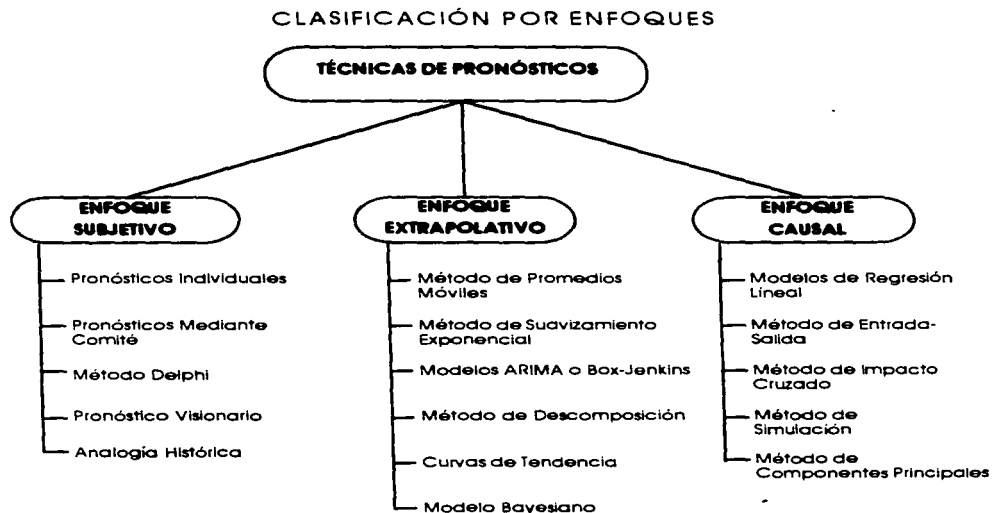 CLASIFICACIÓN POR ENFOQUES
TÉCNICAS DE PRONÓSTICOS
ENFOQUE
SUBJETIVO
Pronósticos Individuales
Pronósticos Mediante
Comité
Método Delphi
Pronóstico Visionario
Analogía Histórica
ENFOQUE
EXTRAPOLATIVO
Método de Promedios
Móviles
Método de Suavizamiento
Exponencial
Modelos ARIMA o Box-Jenkins
Método de Descomposición
Curvas de Tendencia
Modelo Bayesiano
ENFOQUE
CAUSAL
Modelos de Regresión
Líneal
Método de Entrada-
Salida
Método de Impacto
Cruzado
Método de
Simulación
Método de
Componentes Principales